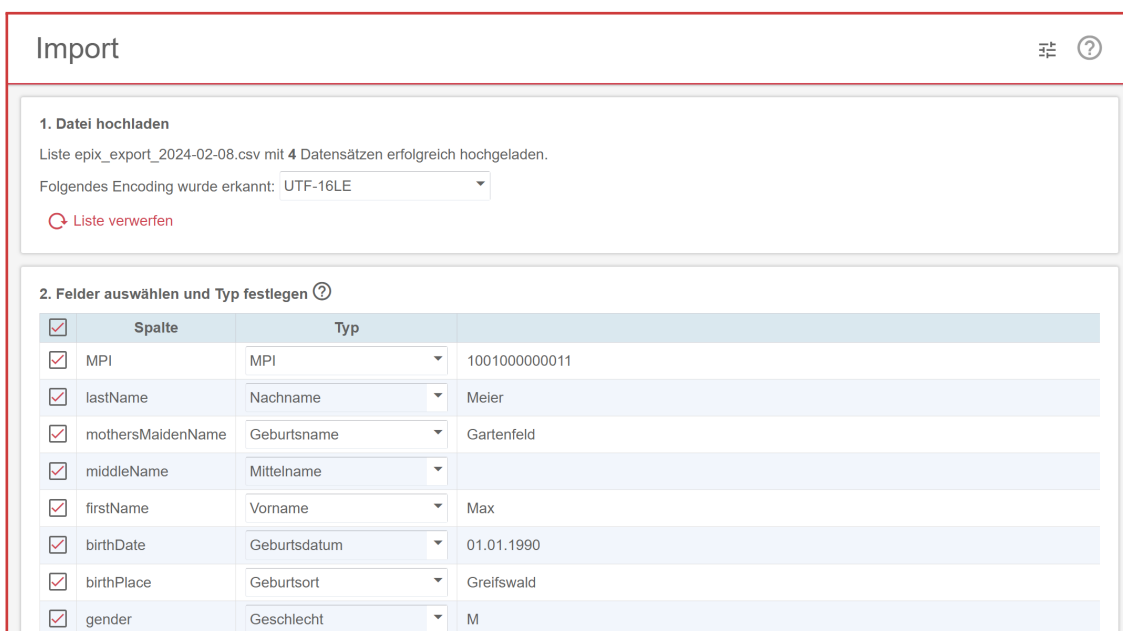 Import
1. Datei hochladen
Liste epix_export_2024-02-08.csv mit 4 Datensätzen erfolgreich hochgeladen.
Folgendes Encoding wurde erkannt: UTF-16LE
Liste verwerfen
2. Felder auswählen und Typ festlegen ?
Spalte Typ
MPI MPI 1001000000011
lastName Nachname Meier
mothersMaidenName Geburtsname Gartenfeld
middleName Mittelname
firstName Vorname Max
birthDate Geburtsdatum 01.01.1990
birthPlace Geburtsort Greifswald
gender Geschlecht M